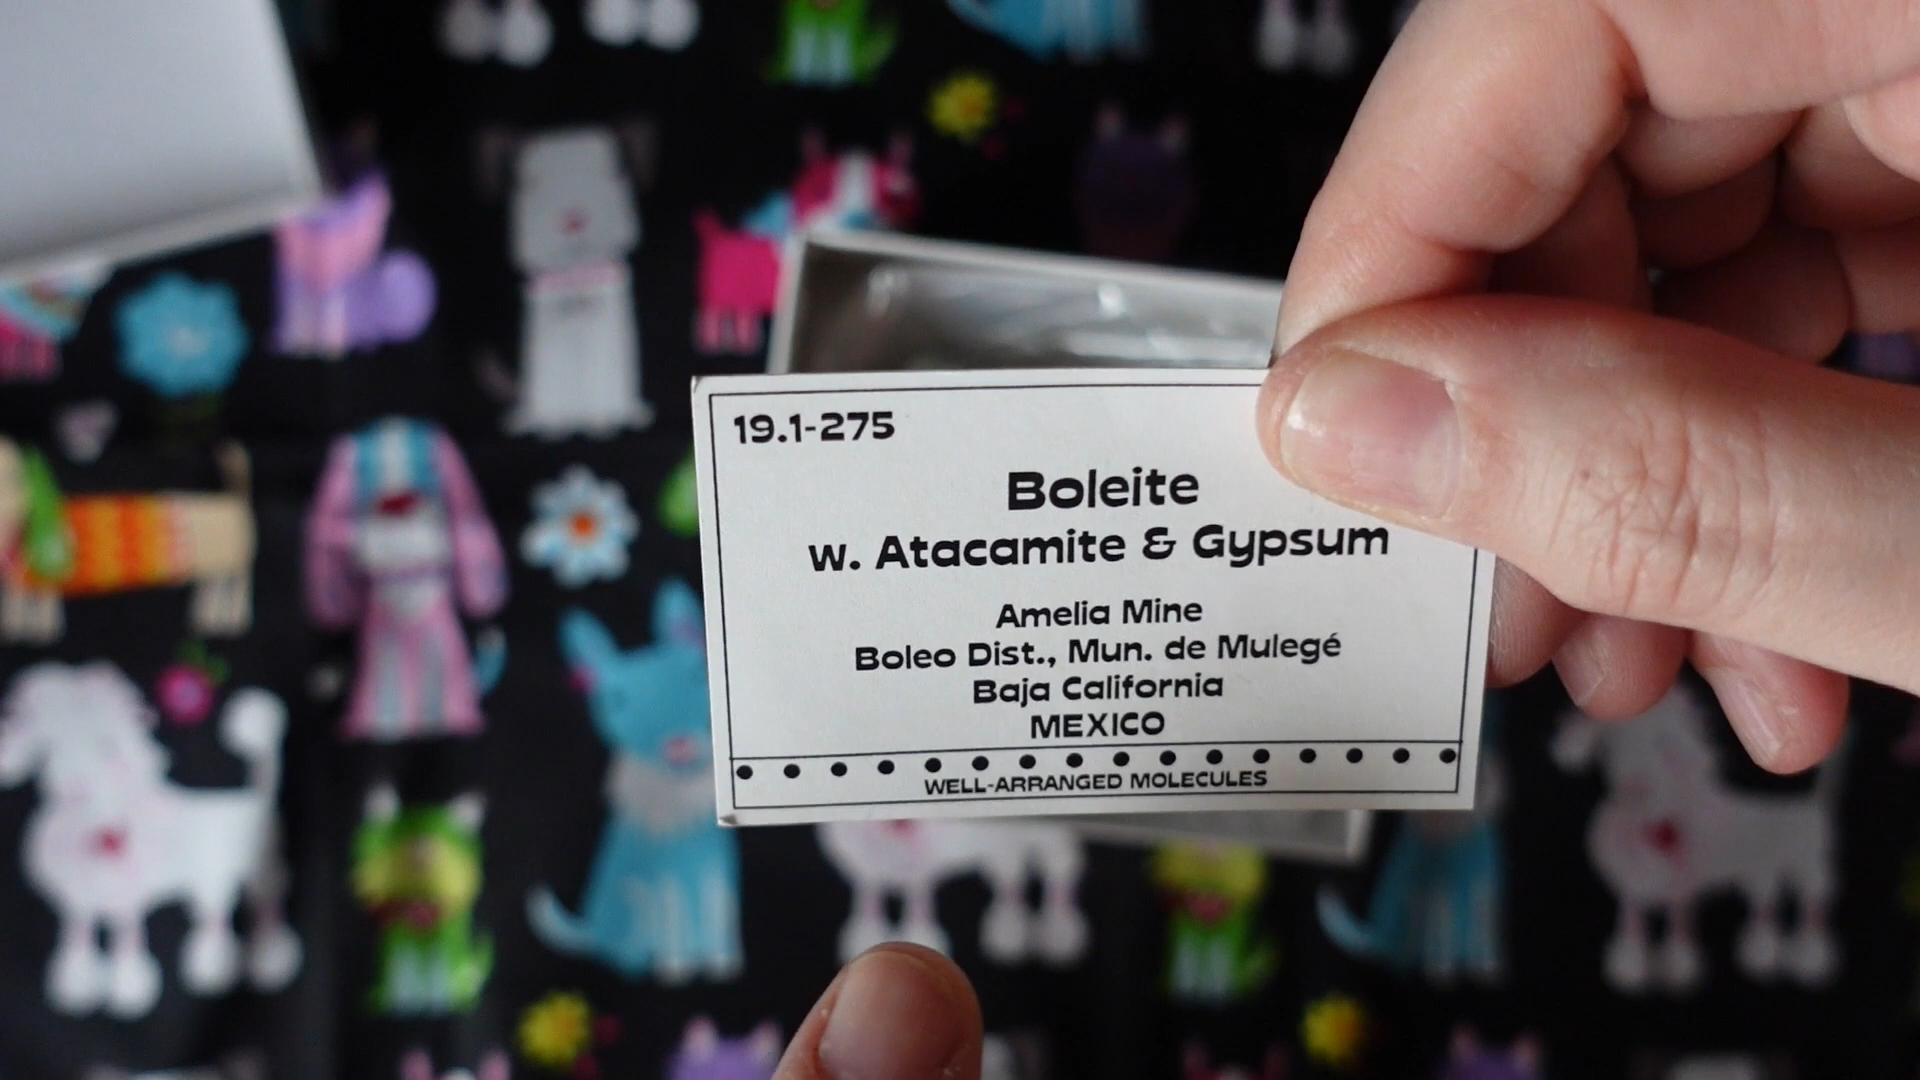 19.1-275
Boleite
w. Atacamite & Gypsum
Amelia Mine
Boleo Dist., Mun. de Mulegé
Baja California
MEXICO
WELL-ARRANGED MOLECULES